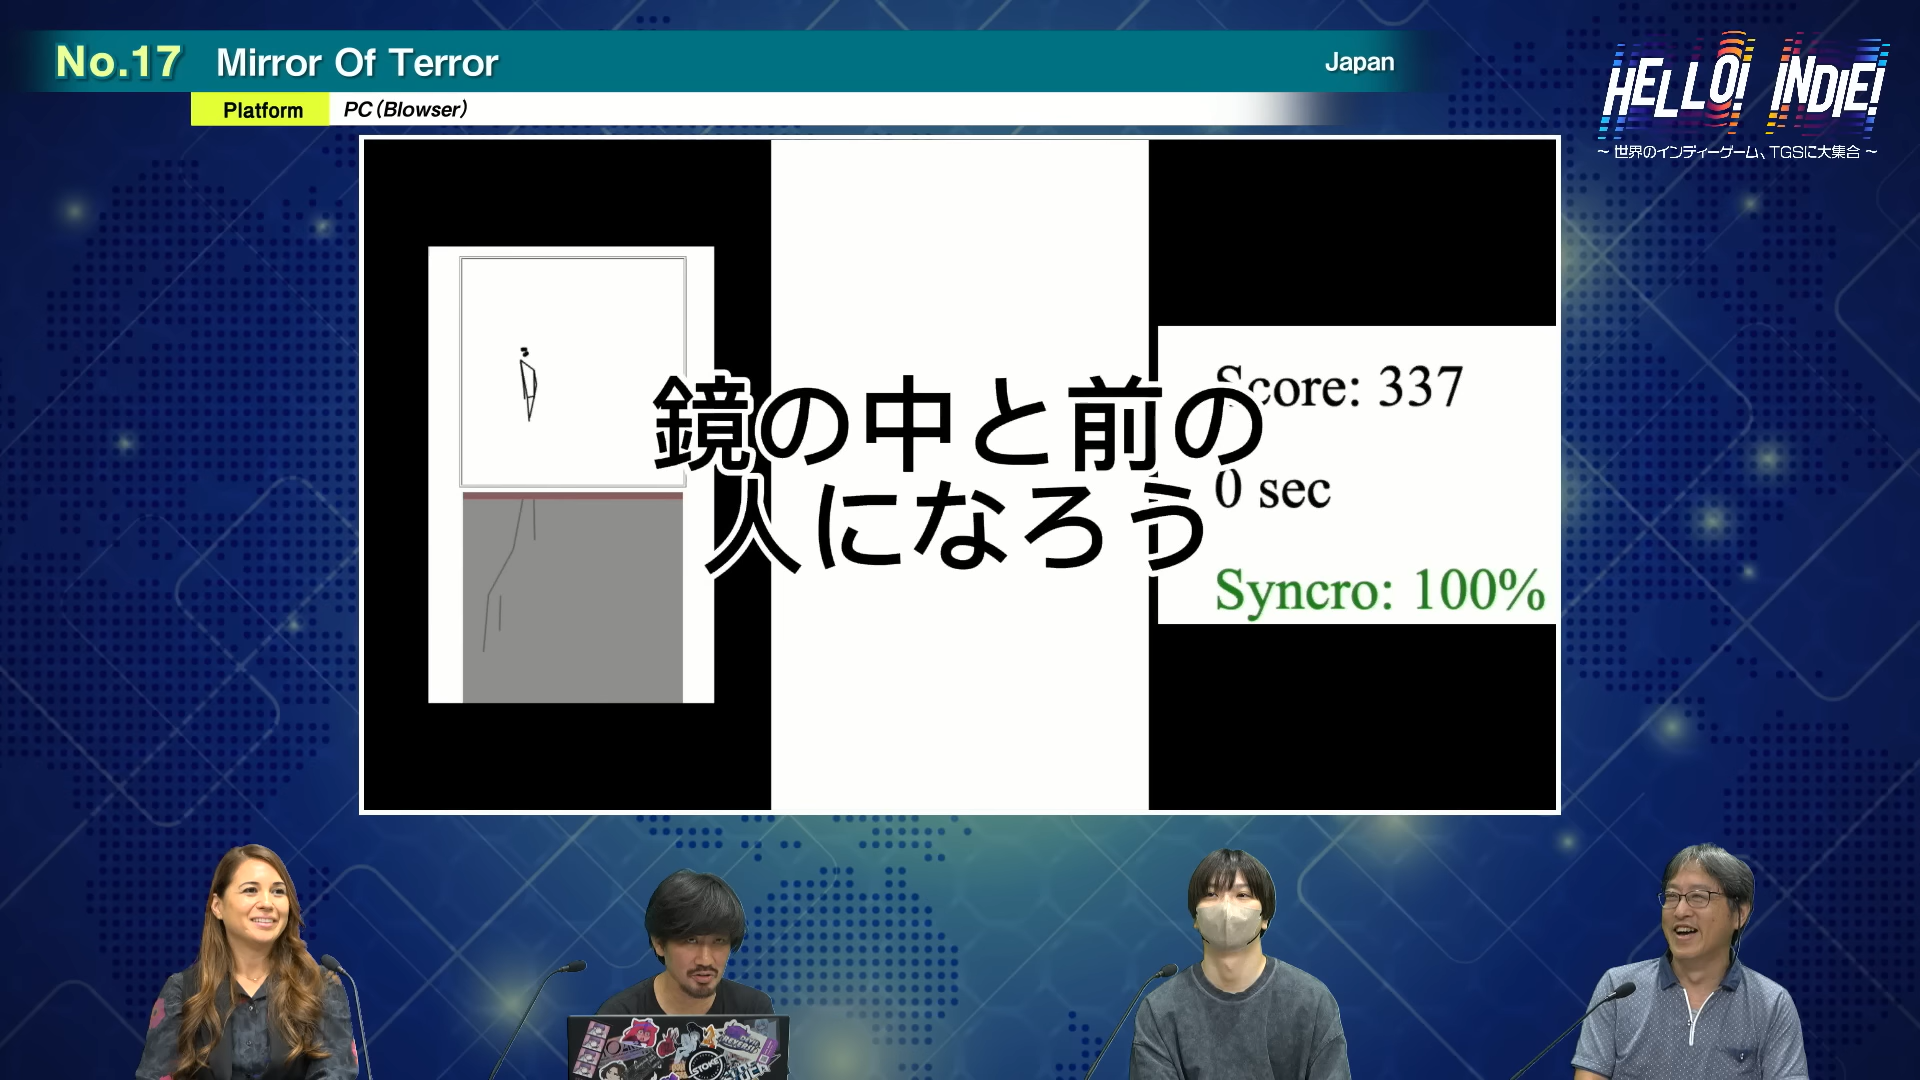 No.17 Mirror Of Terror Japan
Platform PC(Blowser)
HELLO! INDIE!
~ 世界のインディーゲーム、TGSに大集合 ~
鏡の中と前の
人になろう
Score: 337
0 sec
Syncro: 100%